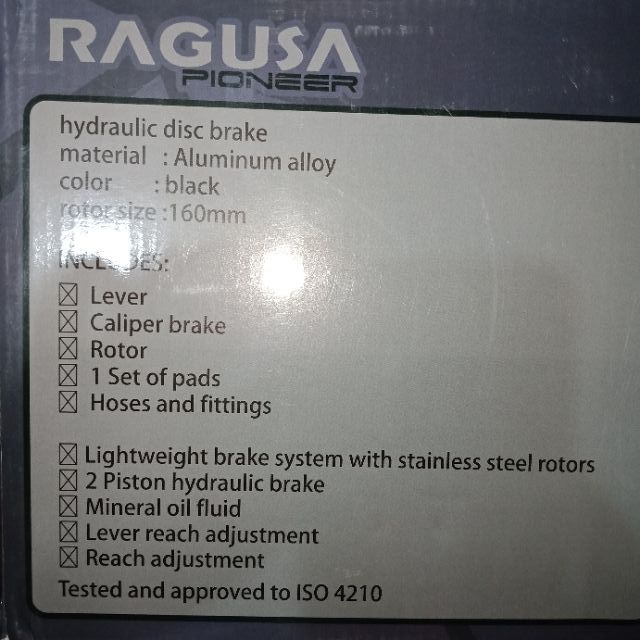 RAGUSA
PIONEER
hydraulic disc brake
material : Aluminum alloy
color : black
rotor size : 160mm
INCLUDES:
☒ Lever
☒ Caliper brake
☒ Rotor
☒ 1 Set of pads
☒ Hoses and fittings
☒ Lightweight brake system with stainless steel rotors
☒ 2 Piston hydraulic brake
☒ Mineral oil fluid
☒ Lever reach adjustment
☒ Reach adjustment
Tested and approved to ISO 4210